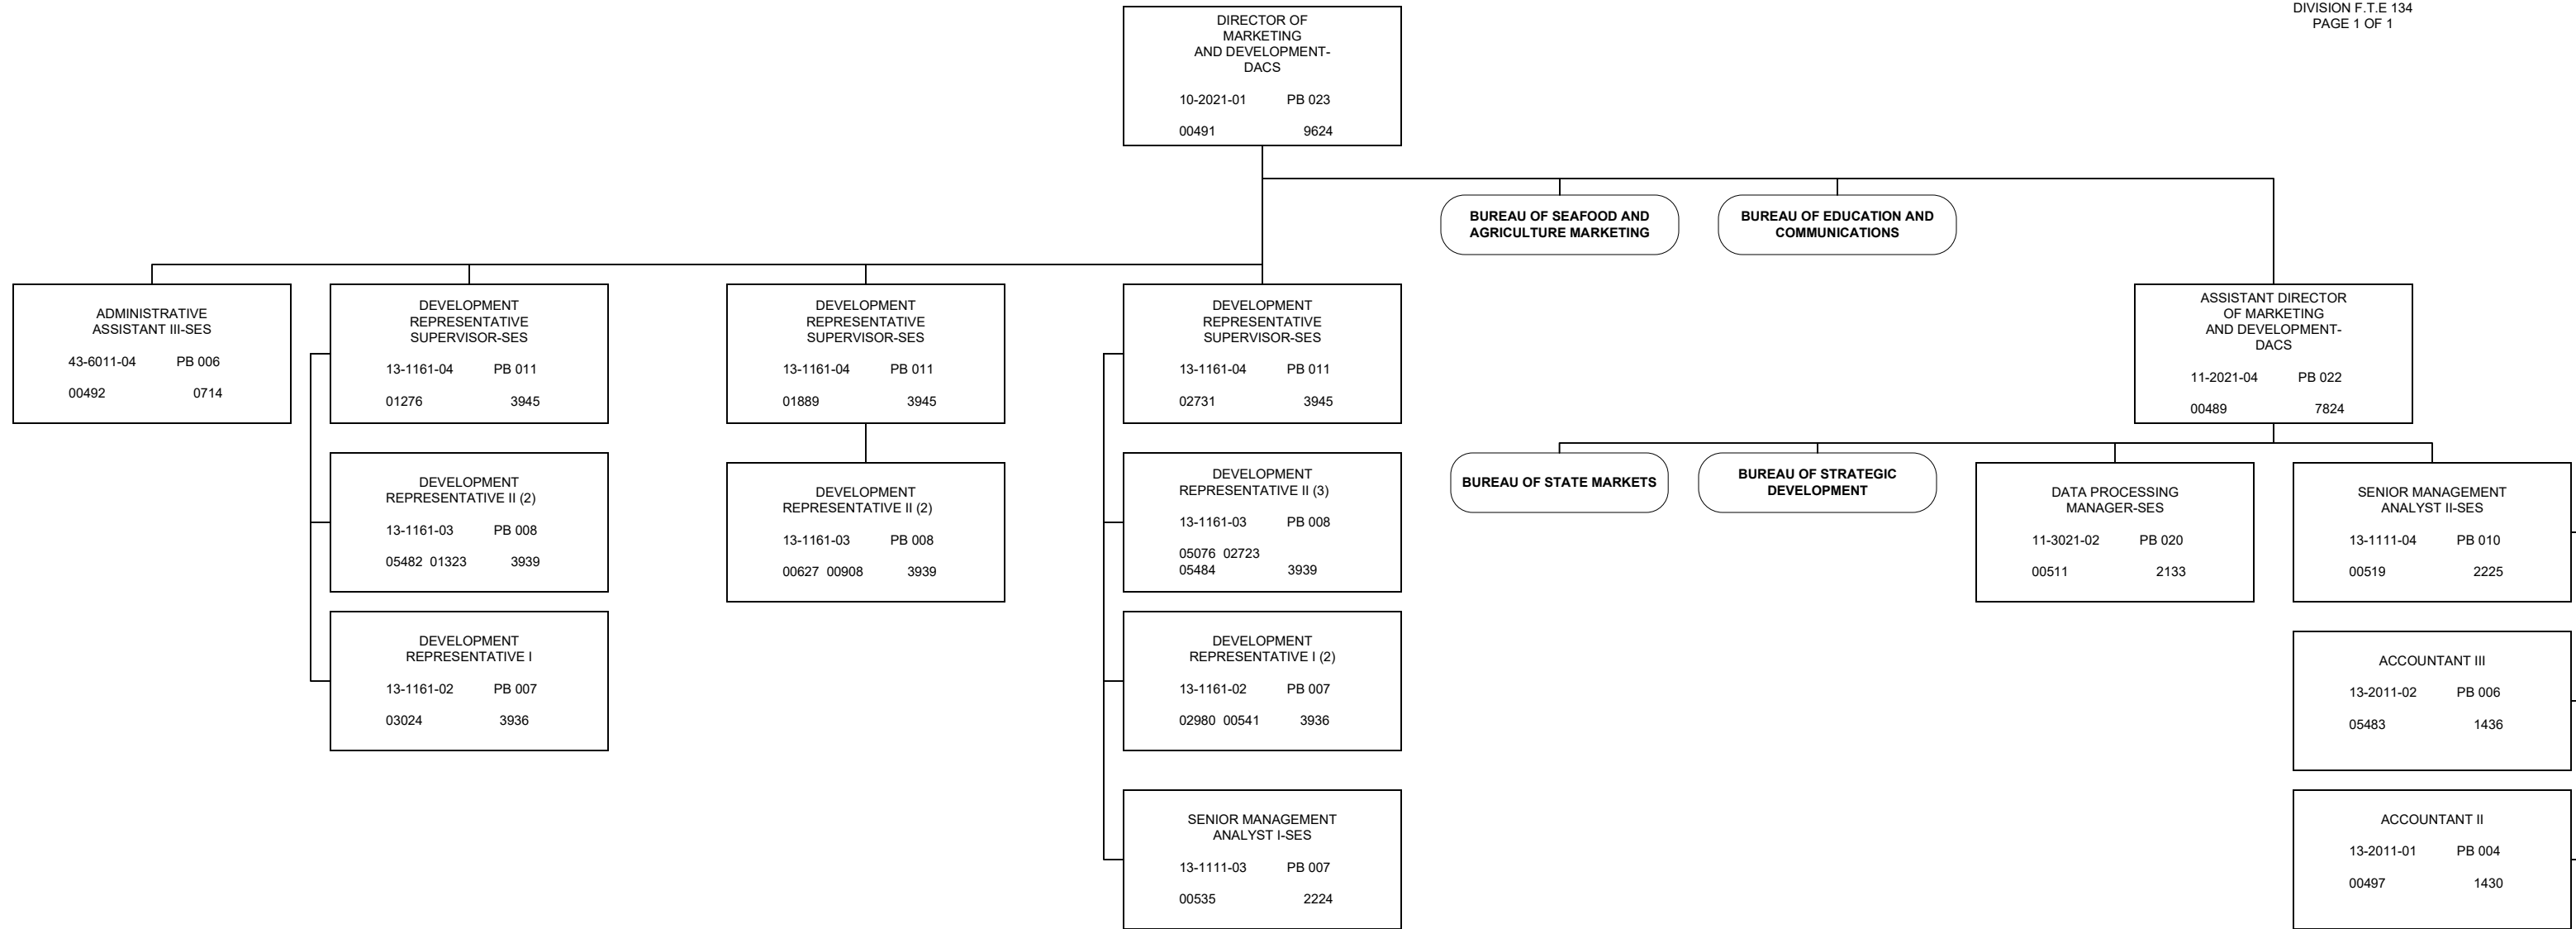 DIVISION F.T.E 134
PAGE 1 OF 1
DIRECTOR OF
MARKETING
AND DEVELOPMENT-
DACS
10-2021-01 PB 023
00491 9624
BUREAU OF SEAFOOD AND
AGRICULTURE MARKETING
BUREAU OF EDUCATION AND
COMMUNICATIONS
ADMINISTRATIVE
ASSISTANT III-SES
43-6011-04 PB 006
00492 0714
DEVELOPMENT
REPRESENTATIVE
SUPERVISOR-SES
13-1161-04 PB 011
01276 3945
DEVELOPMENT
REPRESENTATIVE
SUPERVISOR-SES
13-1161-04 PB 011
01889 3945
DEVELOPMENT
REPRESENTATIVE
SUPERVISOR-SES
13-1161-04 PB 011
02731 3945
ASSISTANT DIRECTOR
OF MARKETING
AND DEVELOPMENT-
DACS
11-2021-04 PB 022
00489 7824
DEVELOPMENT
REPRESENTATIVE II (2)
13-1161-03 PB 008
05482 01323 3939
DEVELOPMENT
REPRESENTATIVE II (2)
13-1161-03 PB 008
00627 00908 3939
DEVELOPMENT
REPRESENTATIVE II (3)
13-1161-03 PB 008
05076 02723
05484 3939
BUREAU OF STATE MARKETS
BUREAU OF STRATEGIC
DEVELOPMENT
DATA PROCESSING
MANAGER-SES
11-3021-02 PB 020
00511 2133
SENIOR MANAGEMENT
ANALYST II-SES
13-1111-04 PB 010
00519 2225
DEVELOPMENT
REPRESENTATIVE I
13-1161-02 PB 007
03024 3936
DEVELOPMENT
REPRESENTATIVE I (2)
13-1161-02 PB 007
02980 00541 3936
ACCOUNTANT III
13-2011-02 PB 006
05483 1436
SENIOR MANAGEMENT
ANALYST I-SES
13-1111-03 PB 007
00535 2224
ACCOUNTANT II
13-2011-01 PB 004
00497 1430